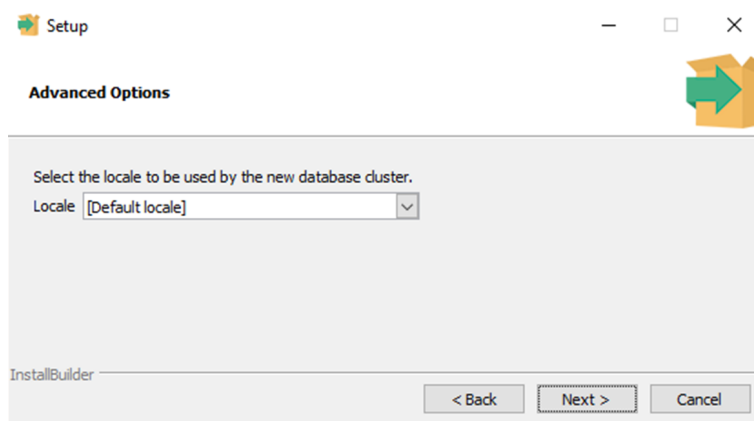 Setup
Advanced Options
Select the locale to be used by the new database cluster.
Locale [Default locale]
InstallBuilder
< Back Next > Cancel